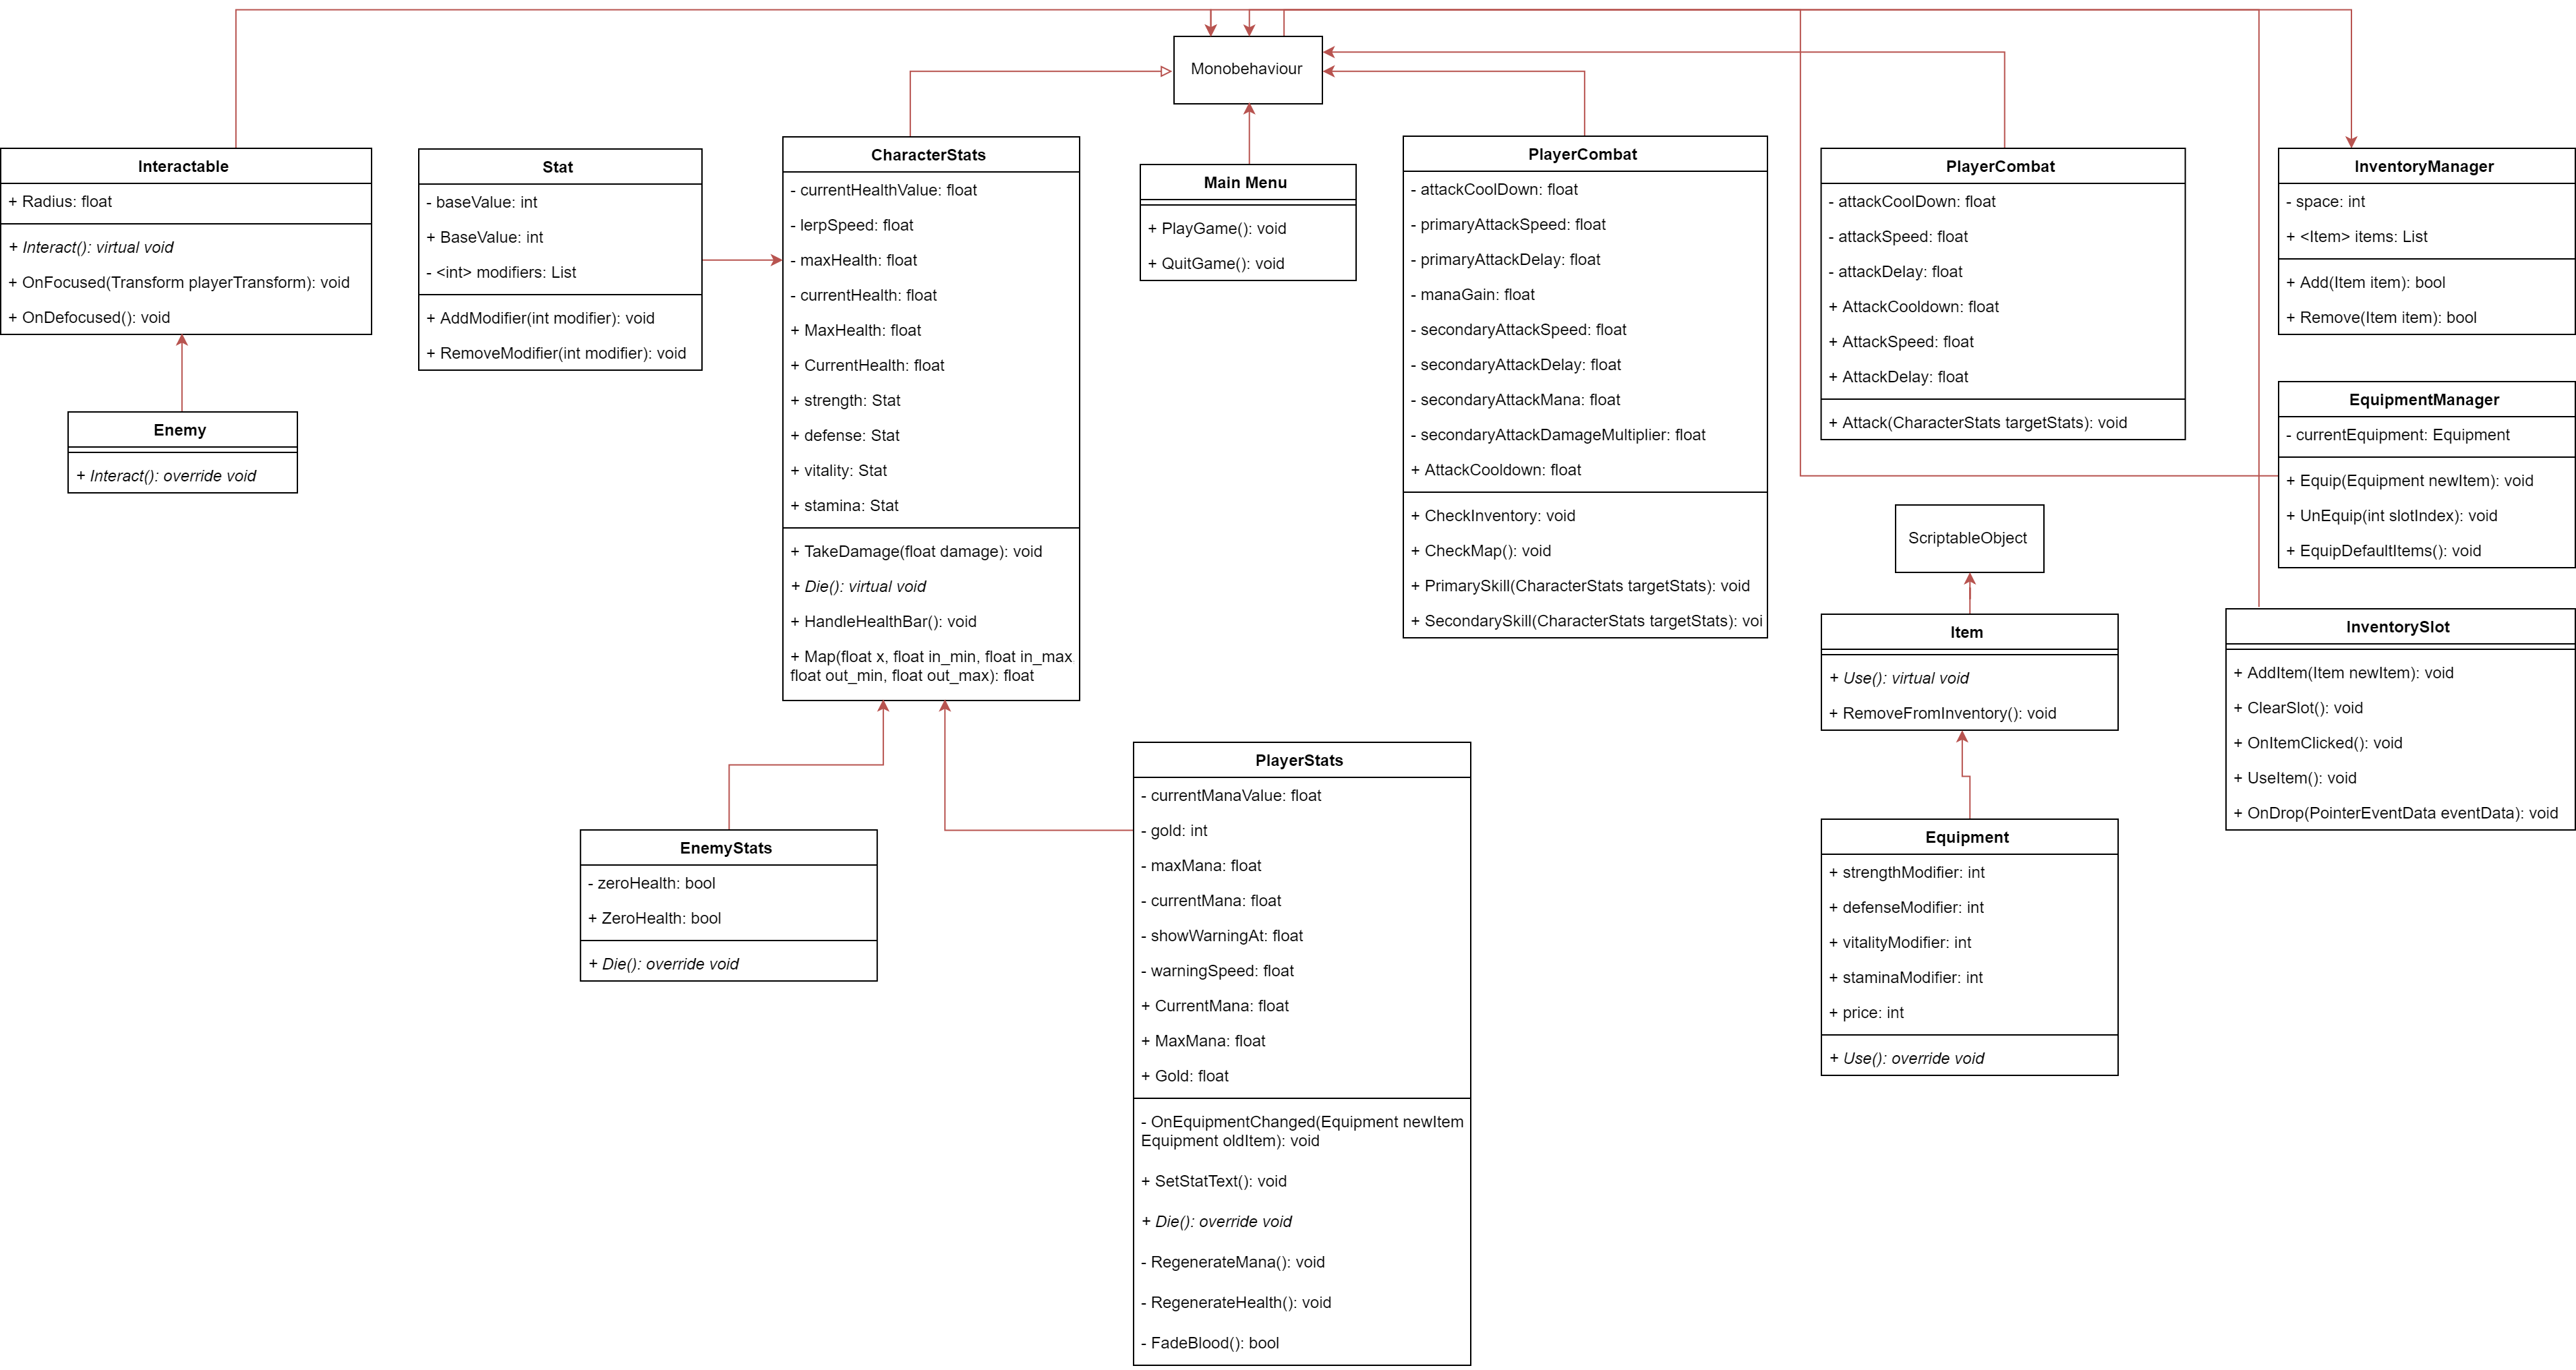 Monobehaviour
Interactable
+ Radius: float
+ Interact(): virtual void
+ OnFocused(Transform playerTransform): void
+ OnDefocused(): void
Enemy
+ Interact(): override void
Stat
- baseValue: int
+ BaseValue: int
- <int> modifiers: List
+ AddModifier(int modifier): void
+ RemoveModifier(int modifier): void
CharacterStats
- currentHealthValue: float
- lerpSpeed: float
- maxHealth: float
- currentHealth: float
+ MaxHealth: float
+ CurrentHealth: float
+ strength: Stat
+ defense: Stat
+ vitality: Stat
+ stamina: Stat
+ TakeDamage(float damage): void
+ Die(): virtual void
+ HandleHealthBar(): void
+ Map(float x, float in_min, float in_max
float out_min, float out_max): float
Main Menu
+ PlayGame(): void
+ QuitGame(): void
PlayerCombat
- attackCoolDown: float
- primaryAttackSpeed: float
- primaryAttackDelay: float
- manaGain: float
- secondaryAttackSpeed: float
- secondaryAttackDelay: float
- secondaryAttackMana: float
- secondaryAttackDamageMultiplier: float
+ AttackCooldown: float
+ CheckInventory: void
+ CheckMap(): void
+ PrimarySkill(CharacterStats targetStats): void
+ SecondarySkill(CharacterStats targetStats): voi
PlayerCombat
- attackCoolDown: float
- attackSpeed: float
- attackDelay: float
+ AttackCooldown: float
+ AttackSpeed: float
+ AttackDelay: float
+ Attack(CharacterStats targetStats): void
InventoryManager
- space: int
+ <Item> items: List
+ Add(Item item): bool
+ Remove(Item item): bool
EquipmentManager
- currentEquipment: Equipment
+ Equip(Equipment newItem): void
+ UnEquip(int slotIndex): void
+ EquipDefaultItems(): void
ScriptableObject
Item
+ Use(): virtual void
+ RemoveFromInventory(): void
InventorySlot
+ AddItem(Item newItem): void
+ ClearSlot(): void
+ OnItemClicked(): void
+ UseItem(): void
+ OnDrop(PointerEventData eventData): void
EnemyStats
- zeroHealth: bool
+ ZeroHealth: bool
+ Die(): override void
PlayerStats
- currentManaValue: float
- gold: int
- maxMana: float
- currentMana: float
- showWarningAt: float
- warningSpeed: float
+ CurrentMana: float
+ MaxMana: float
+ Gold: float
- OnEquipmentChanged(Equipment newItem
Equipment oldItem): void
+ SetStatText(): void
+ Die(): override void
- RegenerateMana(): void
- RegenerateHealth(): void
- FadeBlood(): bool
Equipment
+ strengthModifier: int
+ defenseModifier: int
+ vitalityModifier: int
+ staminaModifier: int
+ price: int
+ Use(): override void